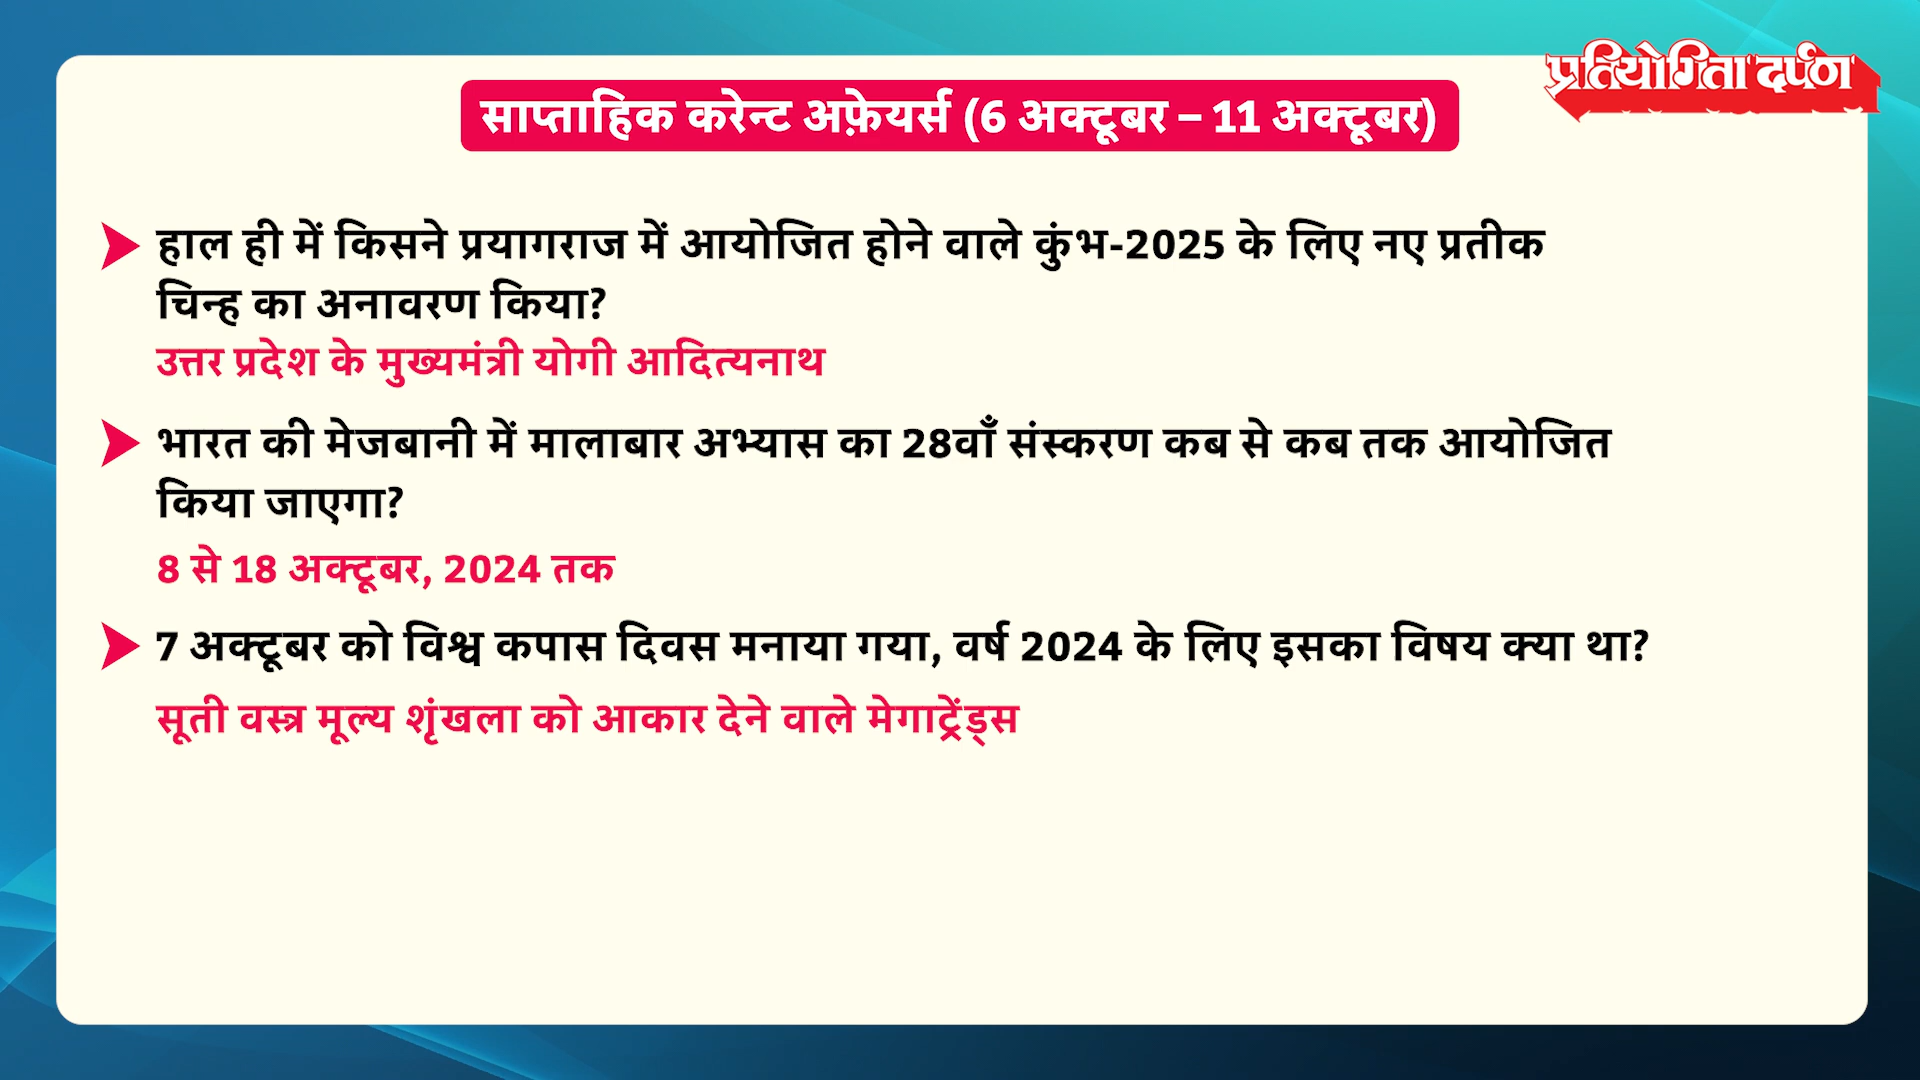 प्रतियोगिता दर्पण
साप्ताहिक करेन्ट अफ़ेयर्स (6 अक्टूबर – 11 अक्टूबर)
हाल ही में किसने प्रयागराज में आयोजित होने वाले कुंभ-2025 के लिए नए प्रतीक
चिन्ह का अनावरण किया?
उत्तर प्रदेश के मुख्यमंत्री योगी आदित्यनाथ
भारत की मेजबानी में मालाबार अभ्यास का 28वाँ संस्करण कब से कब तक आयोजित
किया जाएगा?
8 से 18 अक्टूबर, 2024 तक
7 अक्टूबर को विश्व कपास दिवस मनाया गया, वर्ष 2024 के लिए इसका विषय क्या था?
सूती वस्त्र मूल्य शृंखला को आकार देने वाले मेगाट्रेंड्स